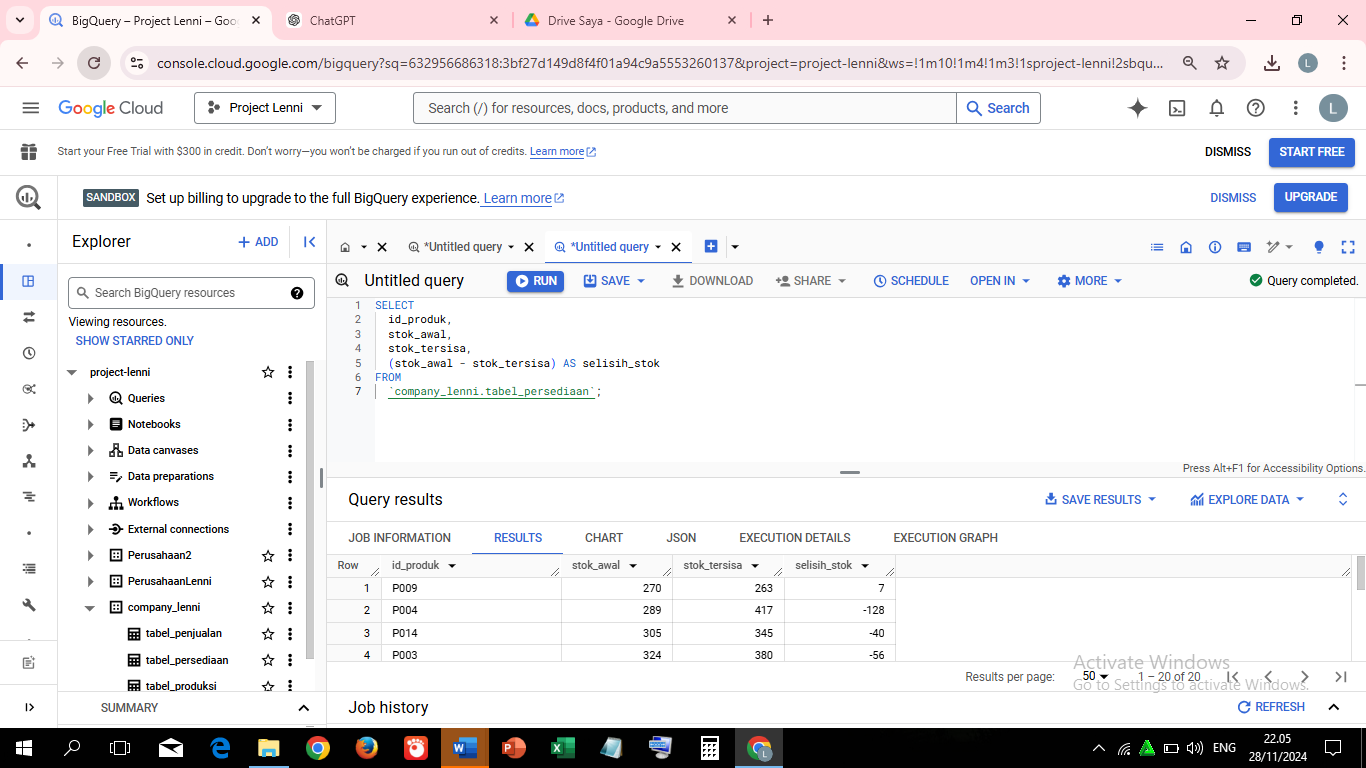 BigQuery – Project Lenni – Goo
ChatGPT
Drive Saya - Google Drive
console.cloud.google.com/bigquery?sq=632956686318:3bf27d149d8f4f01a94c9a5553260137&project=project-lenni&ws=!1m10!1m4!1m3!1sproject-lenni!2sbqu...
L
Google Cloud
Project Lenni
Search (/) for resources, docs, products, and more
Search
L
Start your Free Trial with $300 in credit. Don't worry—you won't be charged if you run out of credits. Learn more
DISMISS
START FREE
SANDBOX
Set up billing to upgrade to the full BigQuery experience. Learn more
DISMISS
UPGRADE
Explorer
+ ADD
Search BigQuery resources
Viewing resources.
SHOW STARRED ONLY
project-lenni
Queries
Notebooks
Data canvases
Data preparations
Workflows
External connections
Perusahaan2
PerusahaanLenni
company_lenni
tabel_penjualan
tabel_persediaan
tabel_produksi
SUMMARY
*Untitled query
*Untitled query
Untitled query
RUN
SAVE
DOWNLOAD
SHARE
SCHEDULE
OPEN IN
MORE
Query completed.
1 SELECT
2 id_produk,
3 stok_awal,
4 stok_tersisa,
5 (stok_awal - stok_tersisa) AS selisih_stok
6 FROM
7 `company_lenni.tabel_persediaan`;
Press Alt+F1 for Accessibility Options.
Query results
SAVE RESULTS
EXPLORE DATA
JOB INFORMATION
RESULTS
CHART
JSON
EXECUTION DETAILS
EXECUTION GRAPH
Row id_produk stok_awal stok_tersisa selisih_stok
1 P009 270 263 7
2 P004 289 417 -128
3 P014 305 345 -40
4 P003 324 380 -56
Activate Windows
Go to Settings to activate Windows.
Results per page: 50 1 – 20 of 20
Job history
REFRESH
ENG
22.05
28/11/2024